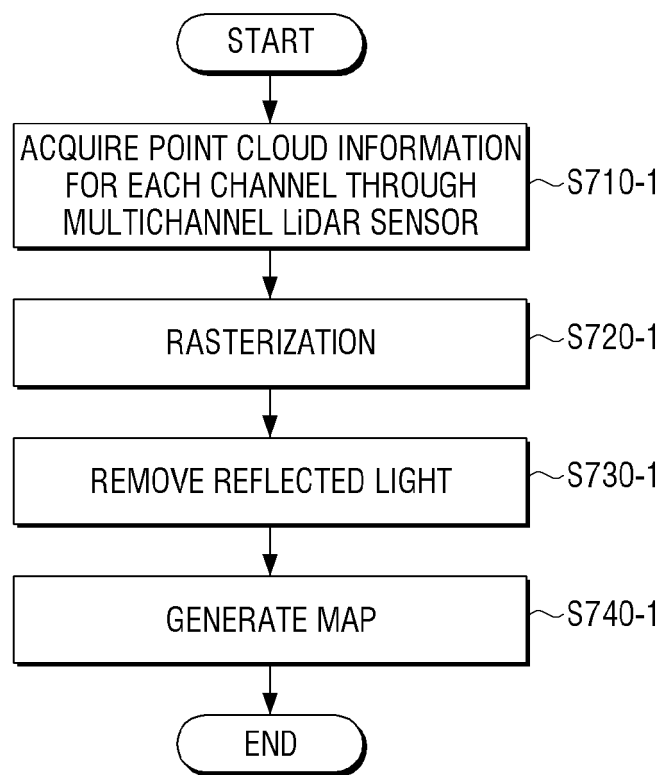 START
ACQUIRE POINT CLOUD INFORMATION
FOR EACH CHANNEL THROUGH
MULTICHANNEL LiDAR SENSOR
S710-1
RASTERIZATION
S720-1
REMOVE REFLECTED LIGHT
S730-1
GENERATE MAP
S740-1
END